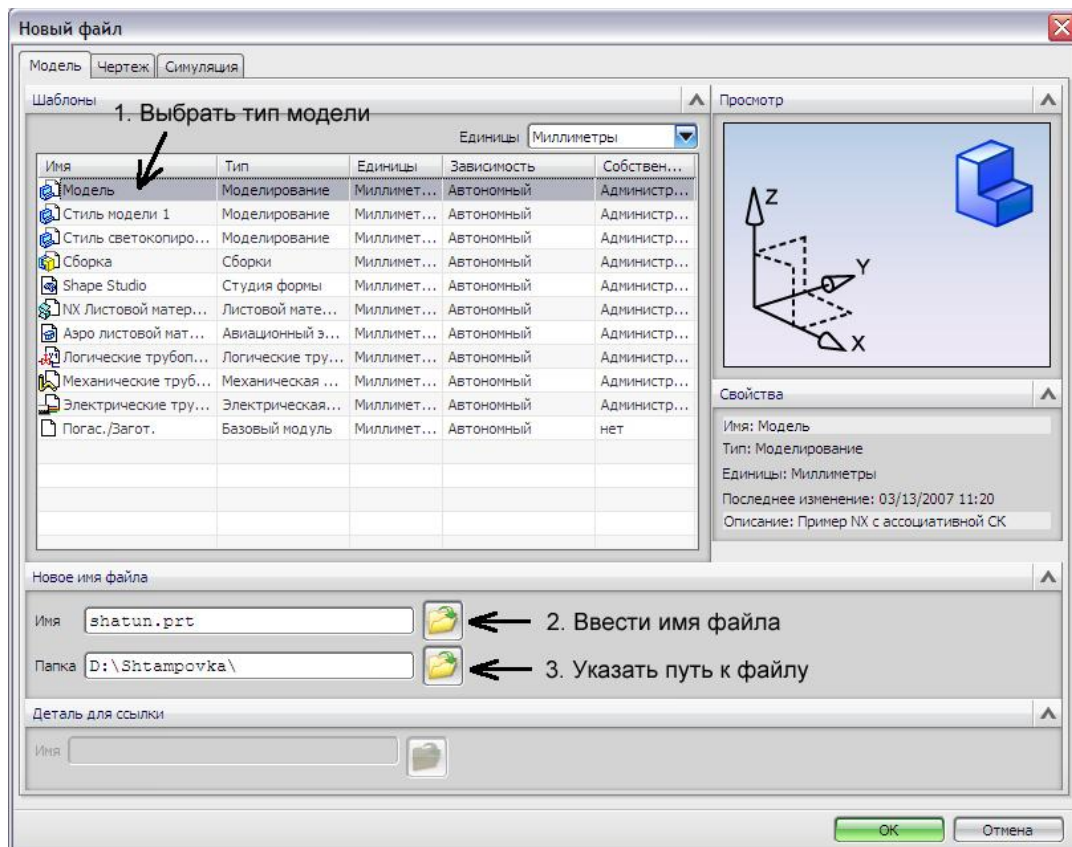 Новый файл
Модель Чертеж Симуляция
Шаблоны
1. Выбрать тип модели
Единицы Миллиметры
Имя Тип Единицы Зависимость Собствен...
Модель Моделирование Миллимет... Автономный Администр...
Стиль модели 1 Моделирование Миллимет... Автономный Администр...
Стиль светокопиро... Моделирование Миллимет... Автономный Администр...
Сборка Сборки Миллимет... Автономный Администр...
Shape Studio Студия формы Миллимет... Автономный Администр...
NX Листовой матер... Листовой мате... Миллимет... Автономный Администр...
Аэро листовой мат... Авиационный э... Миллимет... Автономный Администр...
Логические трубоп... Логические тру... Миллимет... Автономный Администр...
Механические труб... Механическая ... Миллимет... Автономный Администр...
Электрические тру... Электрическая... Миллимет... Автономный Администр...
Погас./Загот. Базовый модуль Миллимет... Автономный нет
Просмотр
Z
Y
X
Свойства
Имя: Модель
Тип: Моделирование
Единицы: Миллиметры
Последнее изменение: 03/13/2007 11:20
Описание: Пример NX с ассоциативной СК
Новое имя файла
Имя shatun.prt
2. Ввести имя файла
Папка D:\Shtampovka\
3. Указать путь к файлу
Деталь для ссылки
Имя
OK Отмена